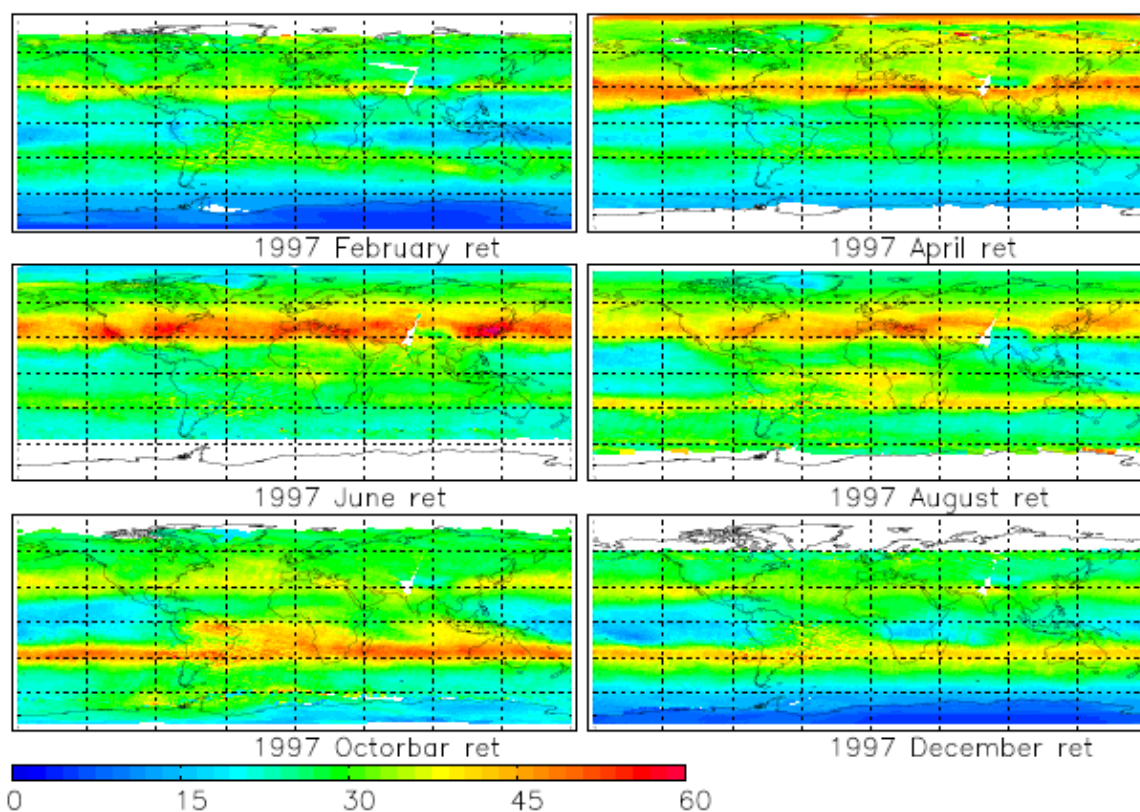 1997 February ret
1997 April ret
1997 June ret
1997 August ret
1997 Octorbar ret
1997 December ret
0 15 30 45 60